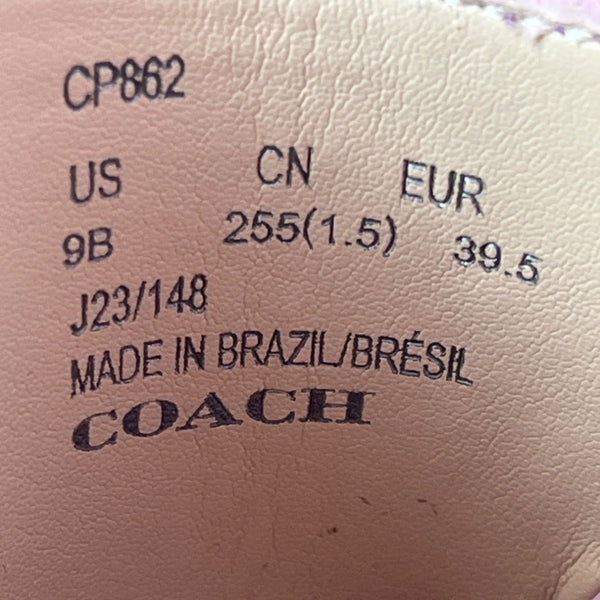 CP862
US CN EUR
9B 255(1.5) 39.5
J23/148
MADE IN BRAZIL/BRÉSIL
COACH